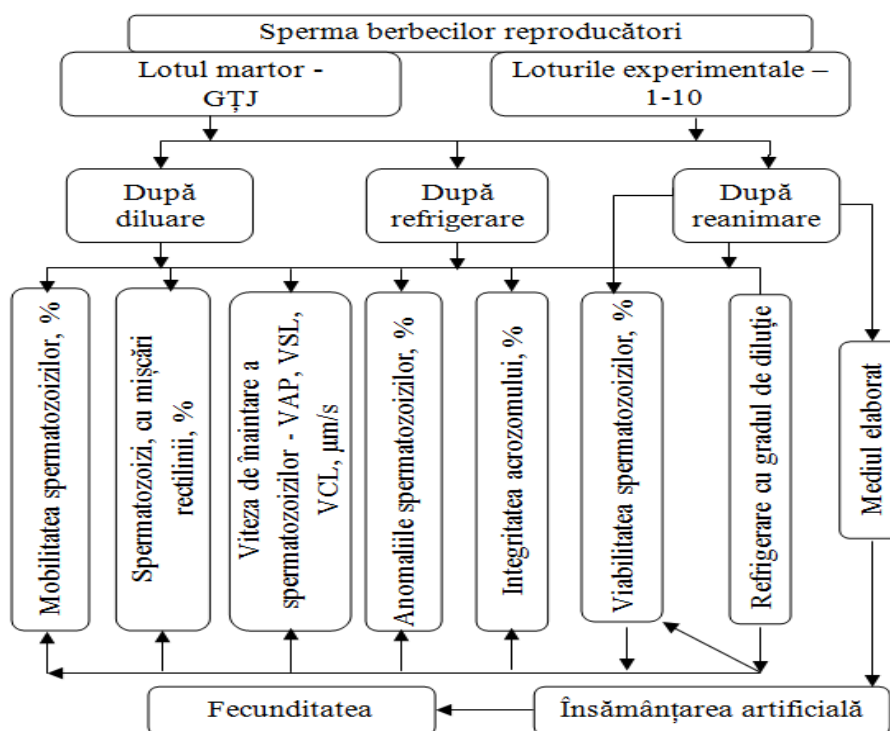 Sperma berbecilor reproducători
Lotul martor -
GȚJ
Loturile experimentale –
1-10
După
diluare
După
refrigerare
După
reanimare
Mobilitatea spermatozoizilor, %
Spermatozoizi, cu mișcări
rectilinii, %
Viteza de înaintare a
spermatozoizilor - VAP, VSL,
VCL, μm/s
Anomaliile spermatozoizilor, %
Integritatea acrozomului, %
Viabilitatea spermatozoizilor, %
Refrigerare cu gradul de diluție
Mediul elaborat
Fecunditatea
Însămânțarea artificială